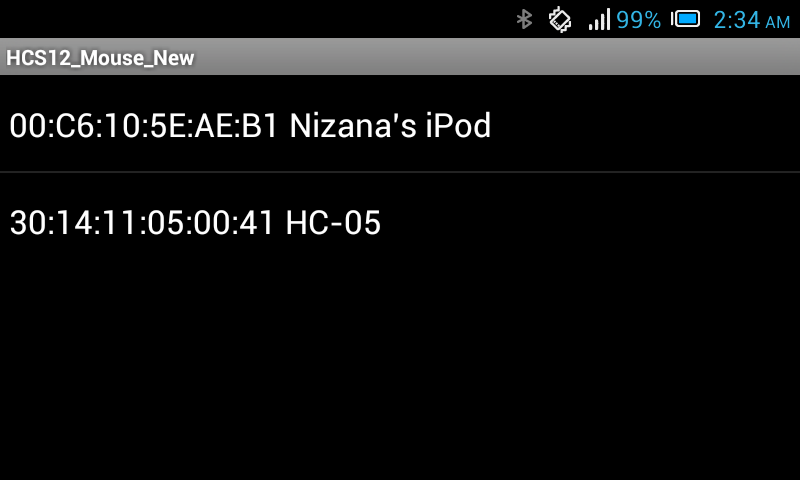 99% 2:34 AM
HCS12_Mouse_New
00:C6:10:5E:AE:B1 Nizana's iPod
30:14:11:05:00:41 HC-05